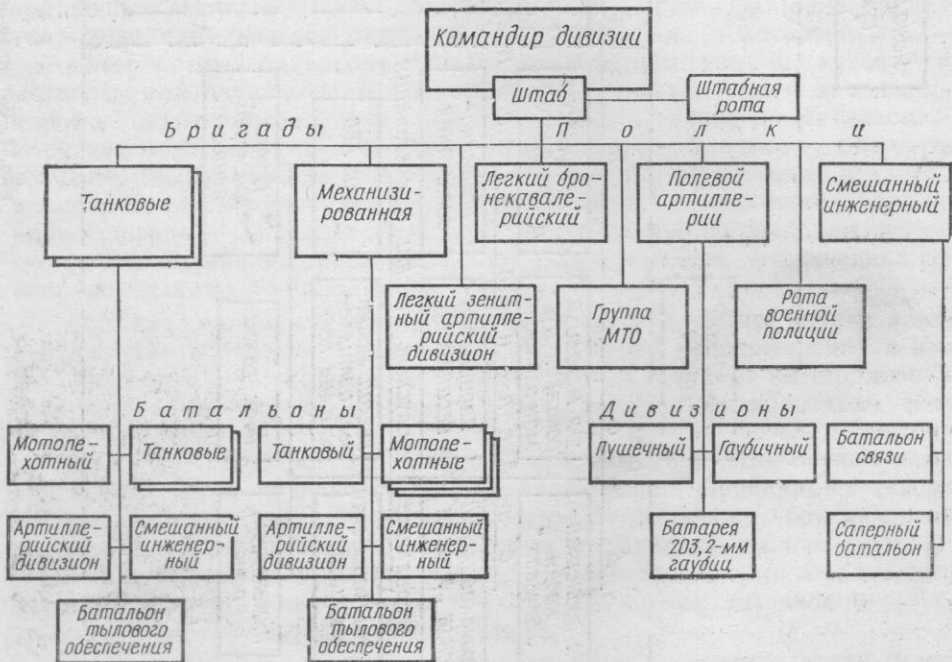 Командир дивизии
Штаб
Штабная
рота
Бригады
Полки
Танковые
Механизи-
рованная
Легкий бро-
некавале-
рийский
Полевой
артилле-
рии
Смешанный
инженерный
Легкий зенит-
ный артилле-
рийский
дивизион
Группа
МТО
Рота
военной
полиции
Батальоны
Дивизионы
Мотопе-
хотный
Танковые
Танковый
Мотопе-
хотные
Пушечный
Гаубичный
Батальон
связи
Артилле-
рийский
дивизион
Смешанный
инженер-
ный
Артилле-
рийский
дивизион
Смешанный
инженер-
ный
Батарея
203,2-мм
гаубиц
Саперный
батальон
Батальон
тылового
обеспечения
Батальон
тылового
обеспечения